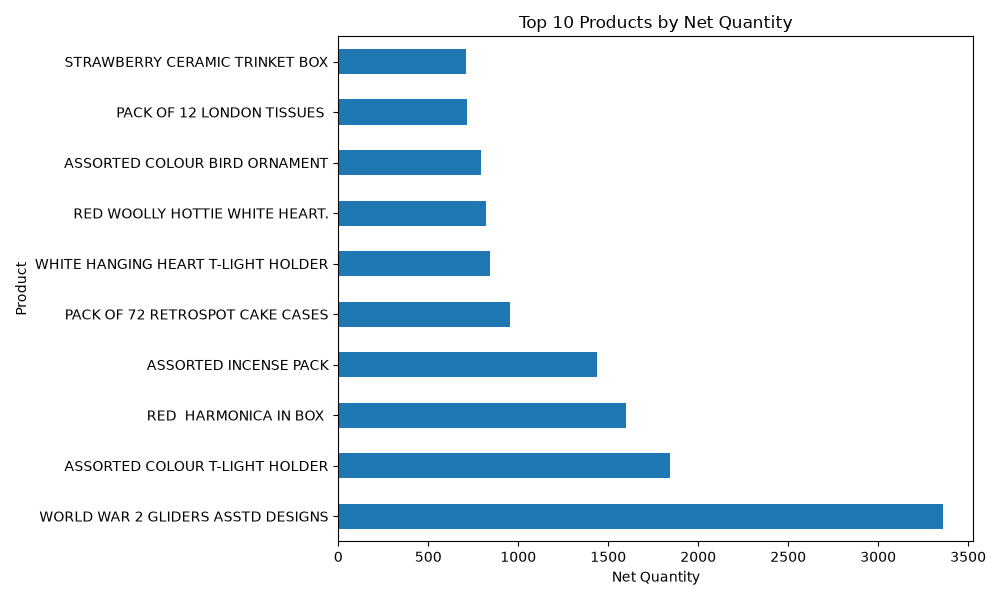 Top 10 Products by Net Quantity
Product
STRAWBERRY CERAMIC TRINKET BOX
PACK OF 12 LONDON TISSUES
ASSORTED COLOUR BIRD ORNAMENT
RED WOOLLY HOTTIE WHITE HEART.
WHITE HANGING HEART T-LIGHT HOLDER
PACK OF 72 RETROSPOT CAKE CASES
ASSORTED INCENSE PACK
RED  HARMONICA IN BOX
ASSORTED COLOUR T-LIGHT HOLDER
WORLD WAR 2 GLIDERS ASSTD DESIGNS
0 500 1000 1500 2000 2500 3000 3500
Net Quantity